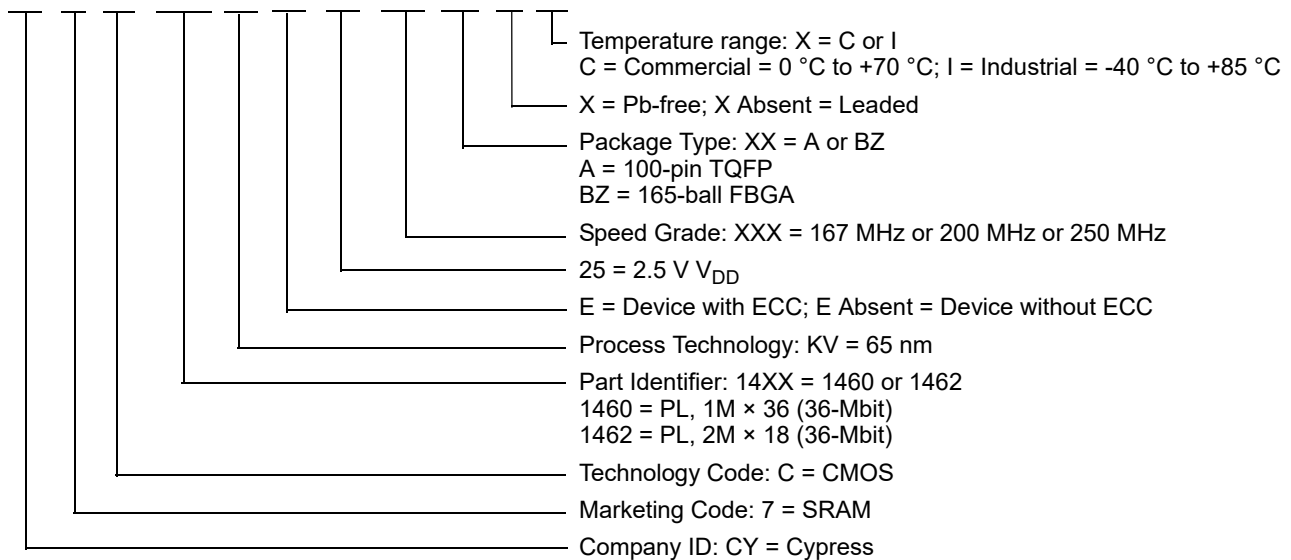 Temperature range: X = C or I
C = Commercial = 0 °C to +70 °C; I = Industrial = -40 °C to +85 °C
X = Pb-free; X Absent = Leaded
Package Type: XX = A or BZ
A = 100-pin TQFP
BZ = 165-ball FBGA
Speed Grade: XXX = 167 MHz or 200 MHz or 250 MHz
25 = 2.5 V VDD
E = Device with ECC; E Absent = Device without ECC
Process Technology: KV = 65 nm
Part Identifier: 14XX = 1460 or 1462
1460 = PL, 1M × 36 (36-Mbit)
1462 = PL, 2M × 18 (36-Mbit)
Technology Code: C = CMOS
Marketing Code: 7 = SRAM
Company ID: CY = Cypress